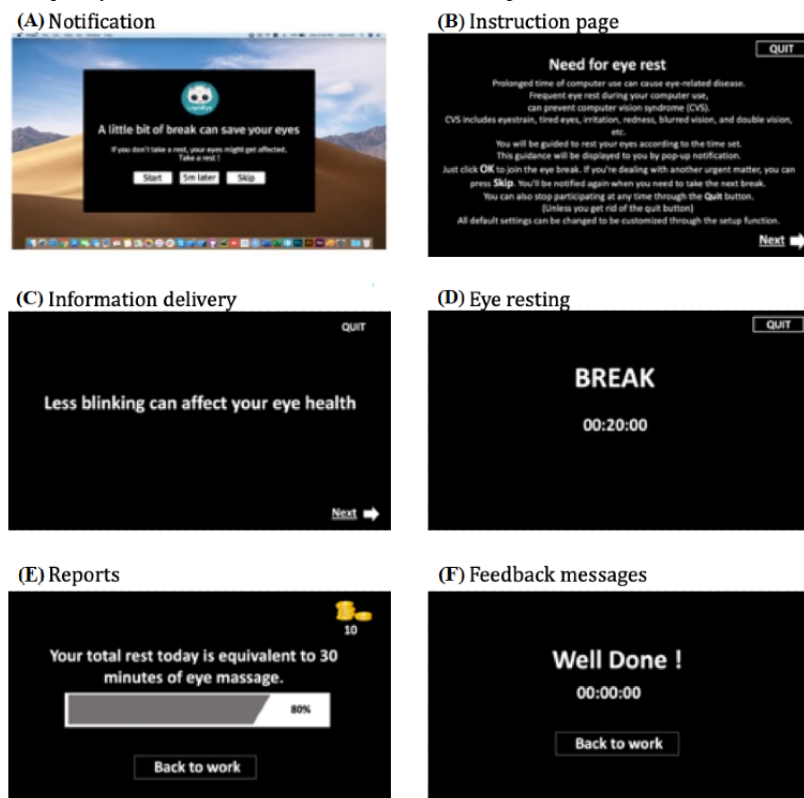 (A) Notification
A little bit of break can save your eyes
If you don't take a rest, your eyes might get affected.
Take a rest !
Start 5m later Skip
(B) Instruction page
QUIT
Need for eye rest
Prolonged time of computer use can cause eye-related disease.
Frequent eye rest during your computer use,
can prevent computer vision syndrome (CVS).
CVS includes eyestrain, tired eyes, irritation, redness, blurred vision, and double vision,
etc.
You will be guided to rest your eyes according to the time set.
This guidance will be displayed to you by pop-up notification.
Just click OK to join the eye break. If you're dealing with another urgent matter, you can
press Skip. You'll be notified again when you need to take the next break.
You can also stop participating at any time through the Quit button.
(Unless you get rid of the quit button)
All default settings can be changed to be customized through the setup function.
Next
(C) Information delivery
QUIT
Less blinking can affect your eye health
Next
(D) Eye resting
QUIT
BREAK
00:20:00
(E) Reports
10
Your total rest today is equivalent to 30
minutes of eye massage.
80%
Back to work
(F) Feedback messages
Well Done !
00:00:00
Back to work